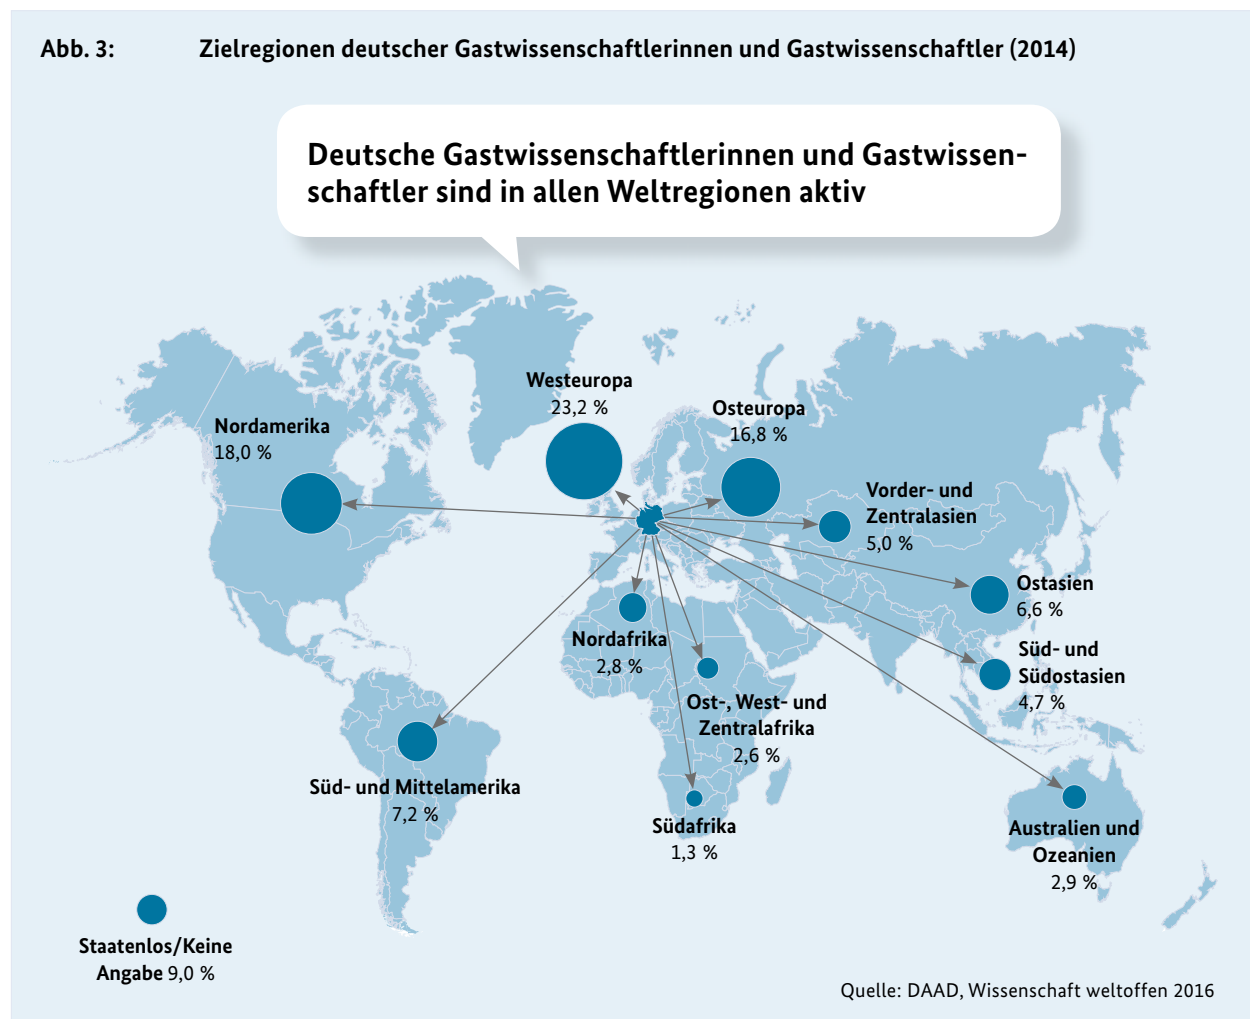 Abb. 3: Zielregionen deutscher Gastwissenschaftlerinnen und Gastwissenschaftler (2014)
Deutsche Gastwissenschaftlerinnen und Gastwissen-
schaftler sind in allen Weltregionen aktiv
Westeuropa
23,2 %
Osteuropa
16,8 %
Nordamerika
18,0 %
Vorder- und
Zentralasien
5,0 %
Ostasien
6,6 %
Nordafrika
2,8 %
Süd- und
Südostasien
4,7 %
Ost-, West- und
Zentralafrika
2,6 %
Süd- und Mittelamerika
7,2 %
Südafrika
1,3 %
Australien und
Ozeanien
2,9 %
Staatenlos/Keine
Angabe 9,0 %
Quelle: DAAD, Wissenschaft weltoffen 2016